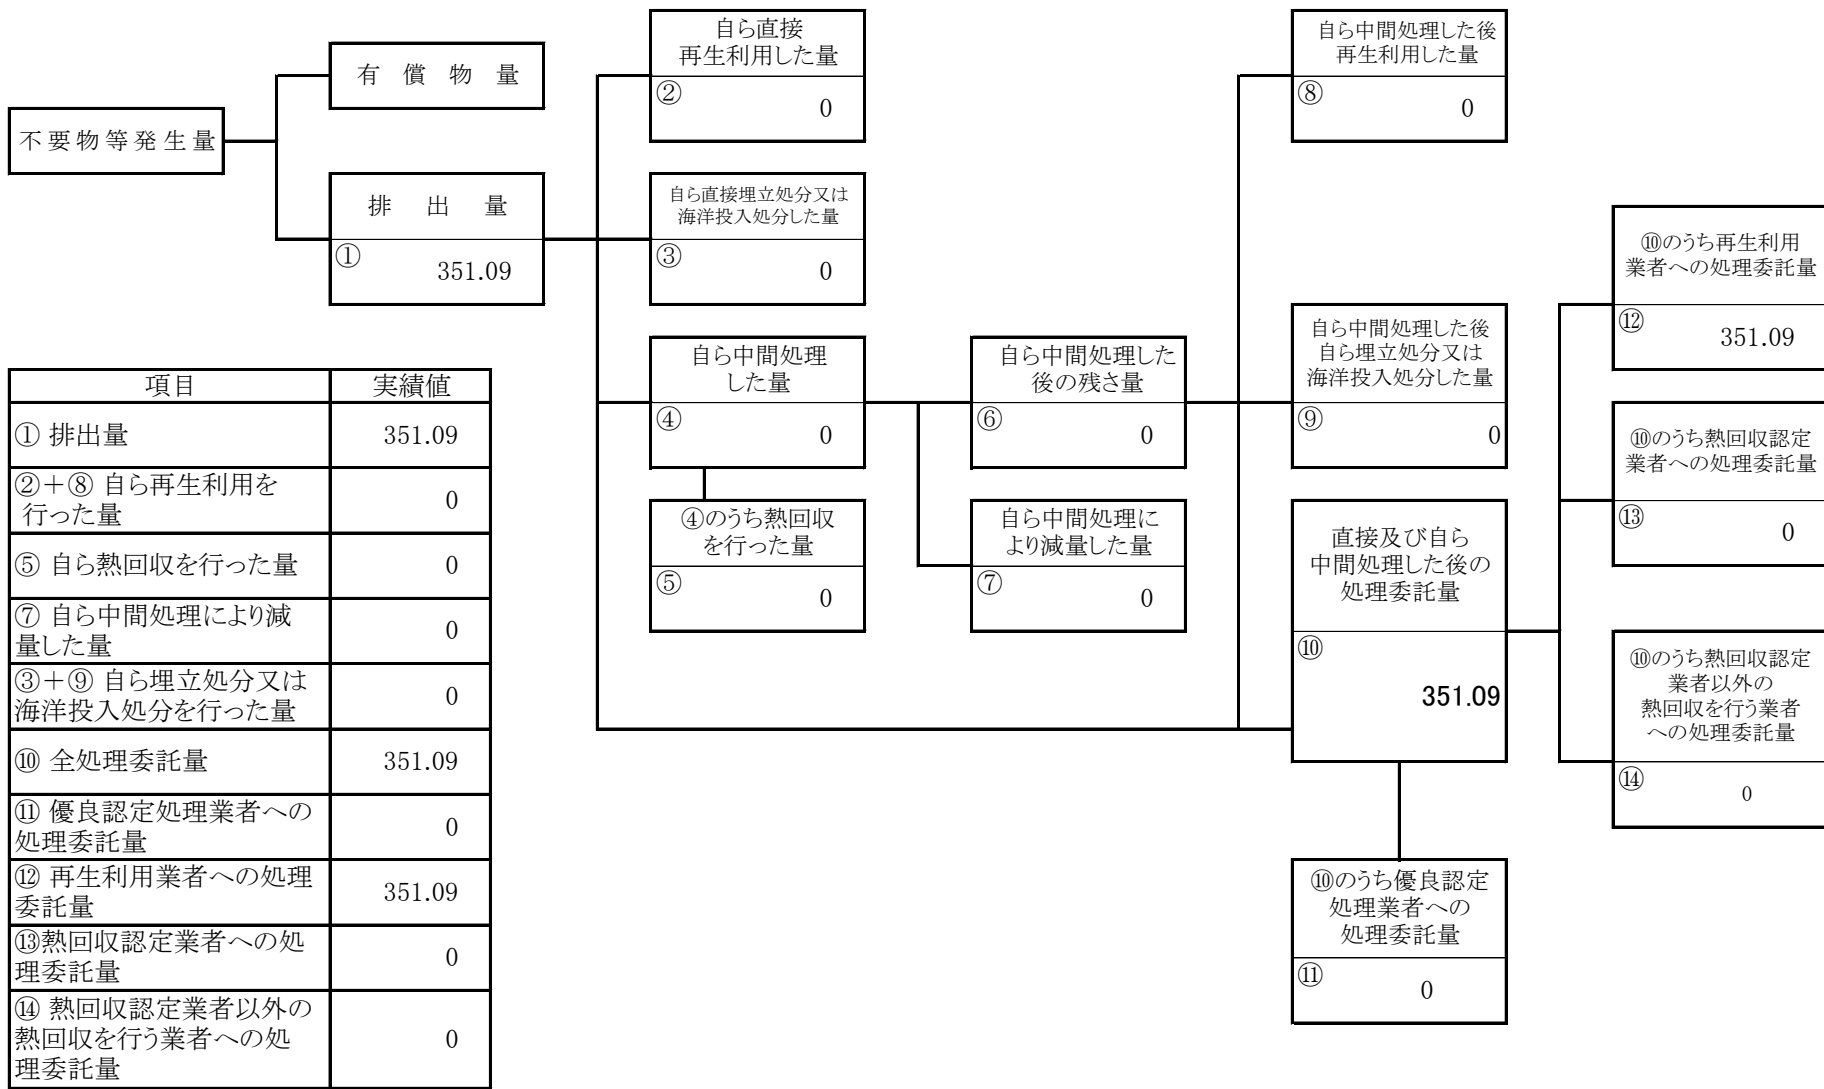 不要物等発生量
有 償 物 量
排 出 量
① 351.09
自ら直接
再生利用した量
② 0
自ら直接埋立処分又は
海洋投入処分した量
③ 0
自ら中間処理
した量
④ 0
④のうち熱回収
を行った量
⑤ 0
自ら中間処理した
後の残さ量
⑥ 0
自ら中間処理に
より減量した量
⑦ 0
自ら中間処理した後
再生利用した量
⑧ 0
自ら中間処理した後
自ら埋立処分又は
海洋投入処分した量
⑨ 0
直接及び自ら
中間処理した後の
処理委託量
⑩
351.09
⑩のうち優良認定
処理業者への
処理委託量
⑪ 0
⑩のうち再生利用
業者への処理委託量
⑫ 351.09
⑩のうち熱回収認定
業者への処理委託量
⑬ 0
⑩のうち熱回収認定
業者以外の
熱回収を行う業者
への処理委託量
⑭ 0
項目 実績値
① 排出量 351.09
②＋⑧ 自ら再生利用を
行った量 0
⑤ 自ら熱回収を行った量 0
⑦ 自ら中間処理により減
量した量 0
③＋⑨ 自ら埋立処分又は
海洋投入処分を行った量 0
⑩ 全処理委託量 351.09
⑪ 優良認定処理業者への
処理委託量 0
⑫ 再生利用業者への処理
委託量 351.09
⑬熱回収認定業者への処
理委託量 0
⑭ 熱回収認定業者以外の
熱回収を行う業者への処
理委託量 0